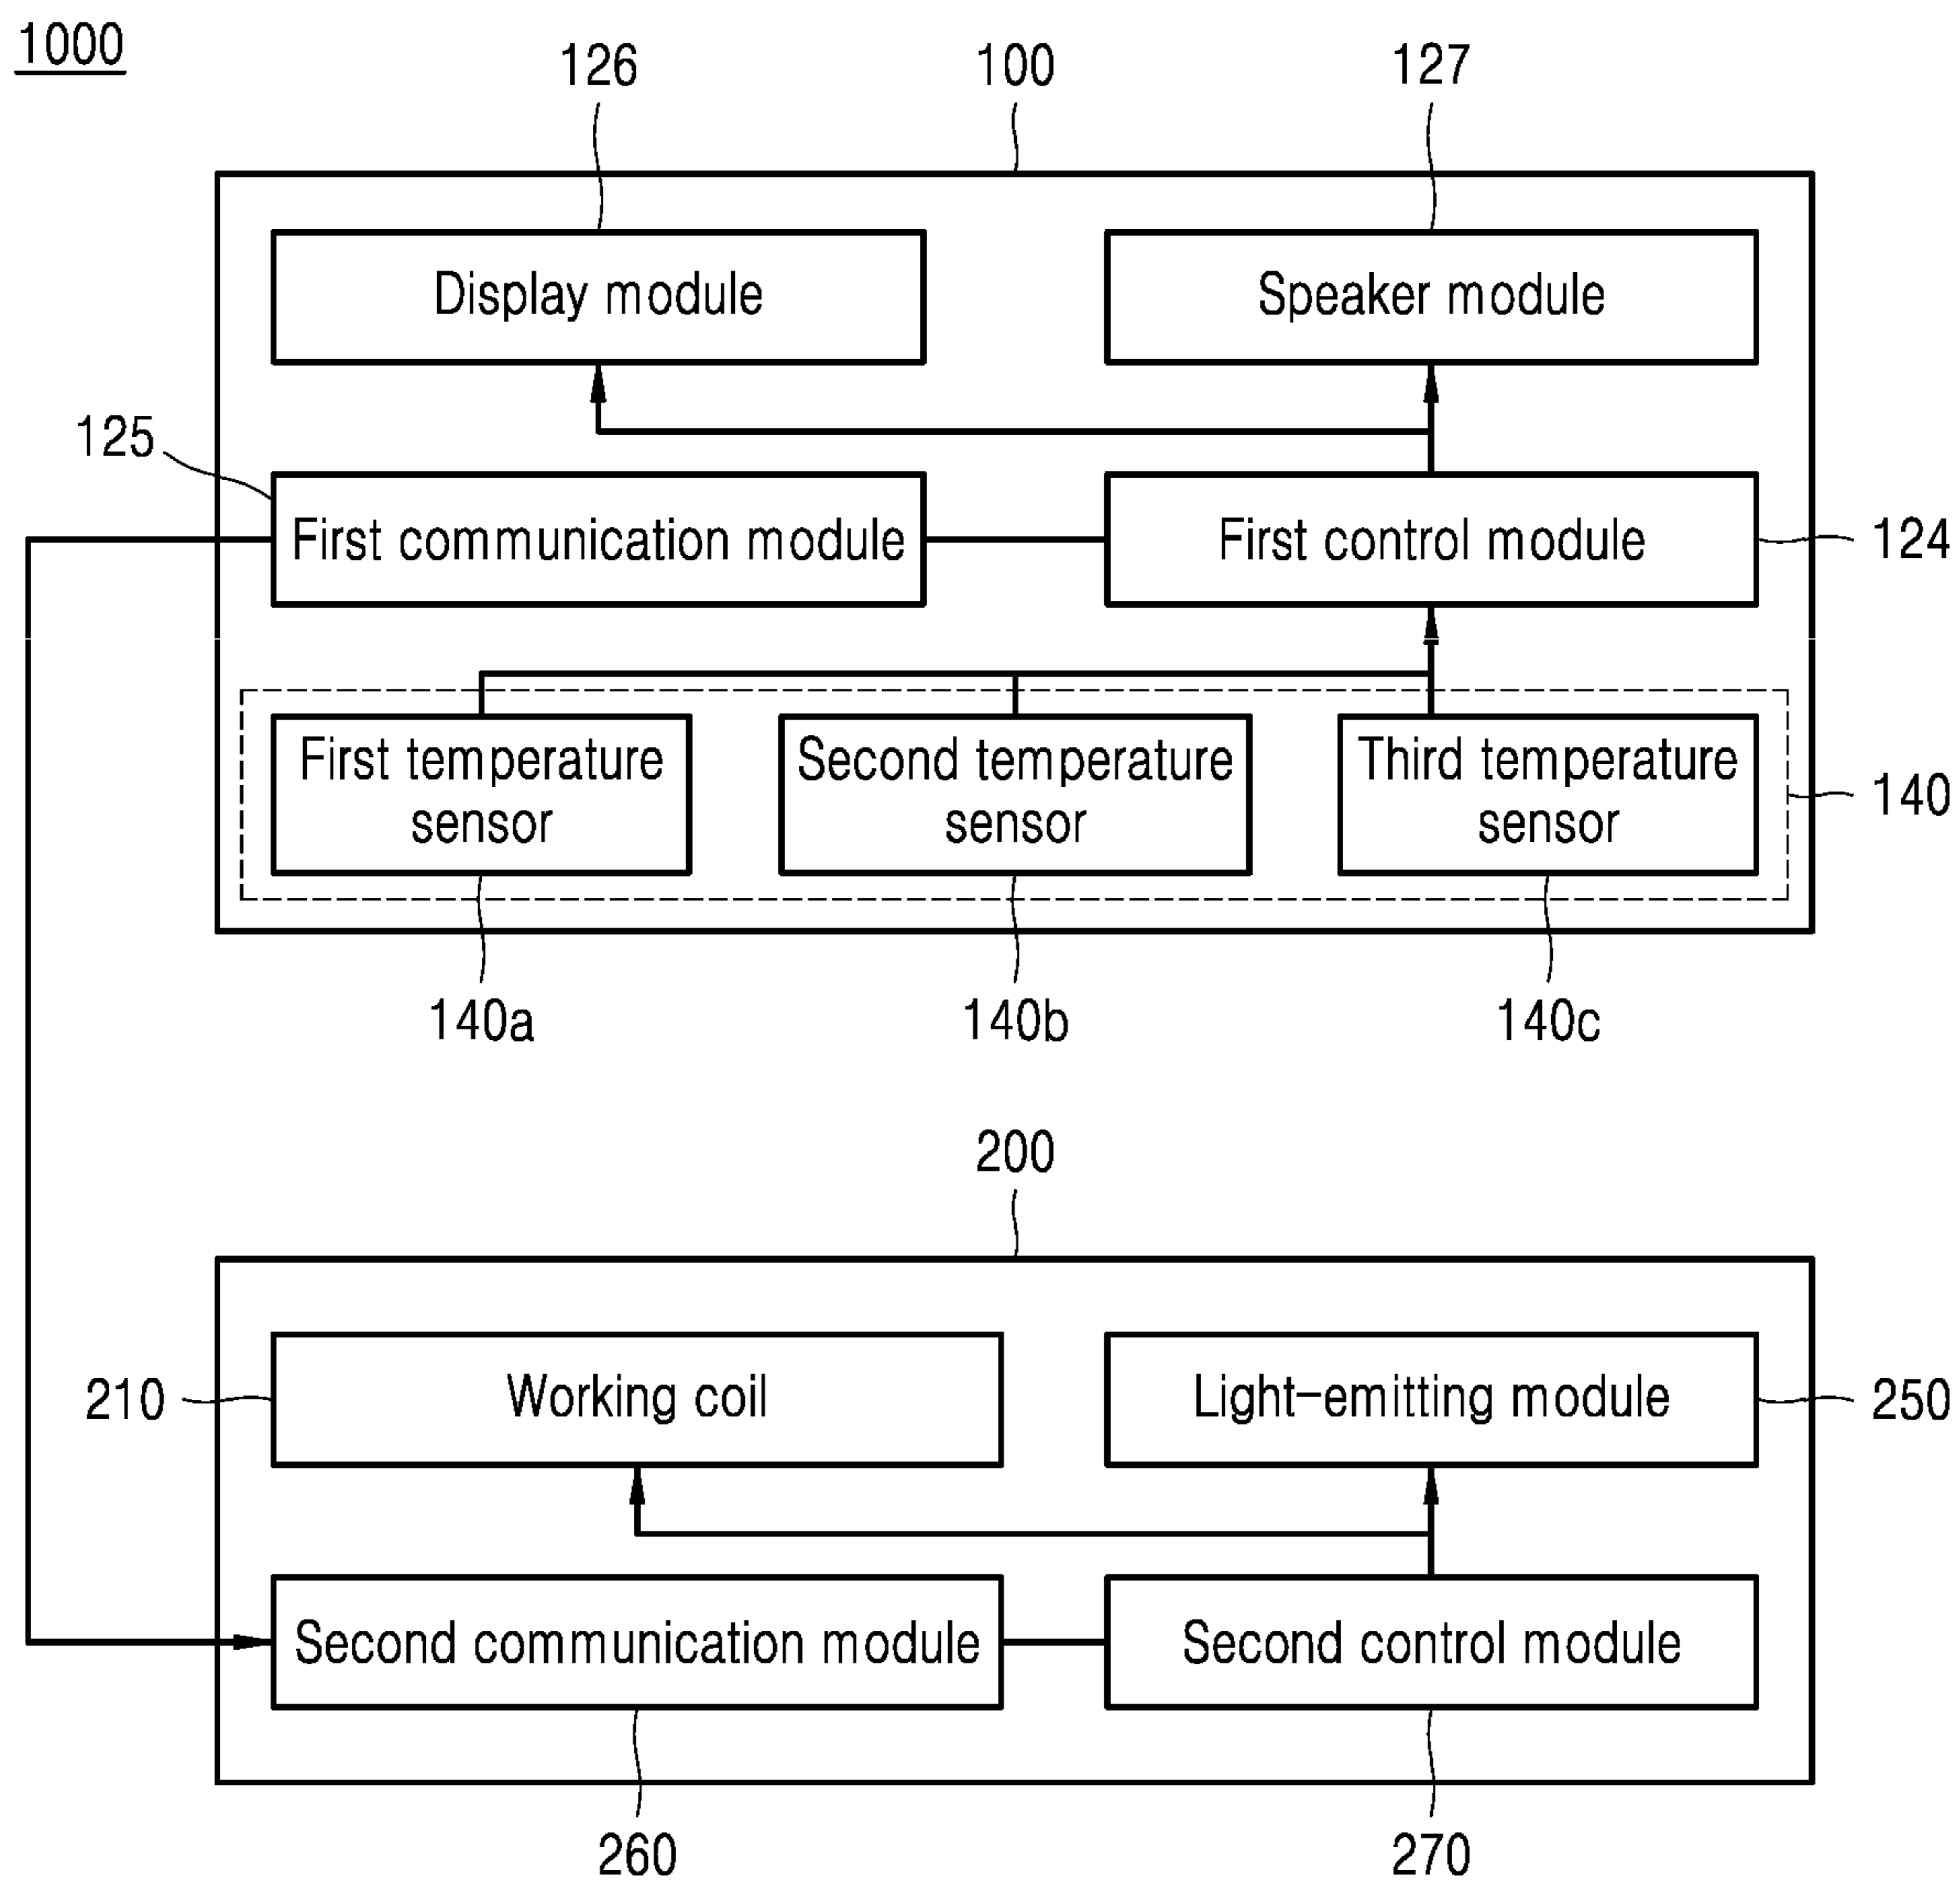 1000
126
100
127
Display module
Speaker module
125
First communication module
First control module
124
First temperature
sensor
Second temperature
sensor
Third temperature
sensor
140
140a
140b
140c
200
210
Working coil
Light-emitting module
250
Second communication module
Second control module
260
270